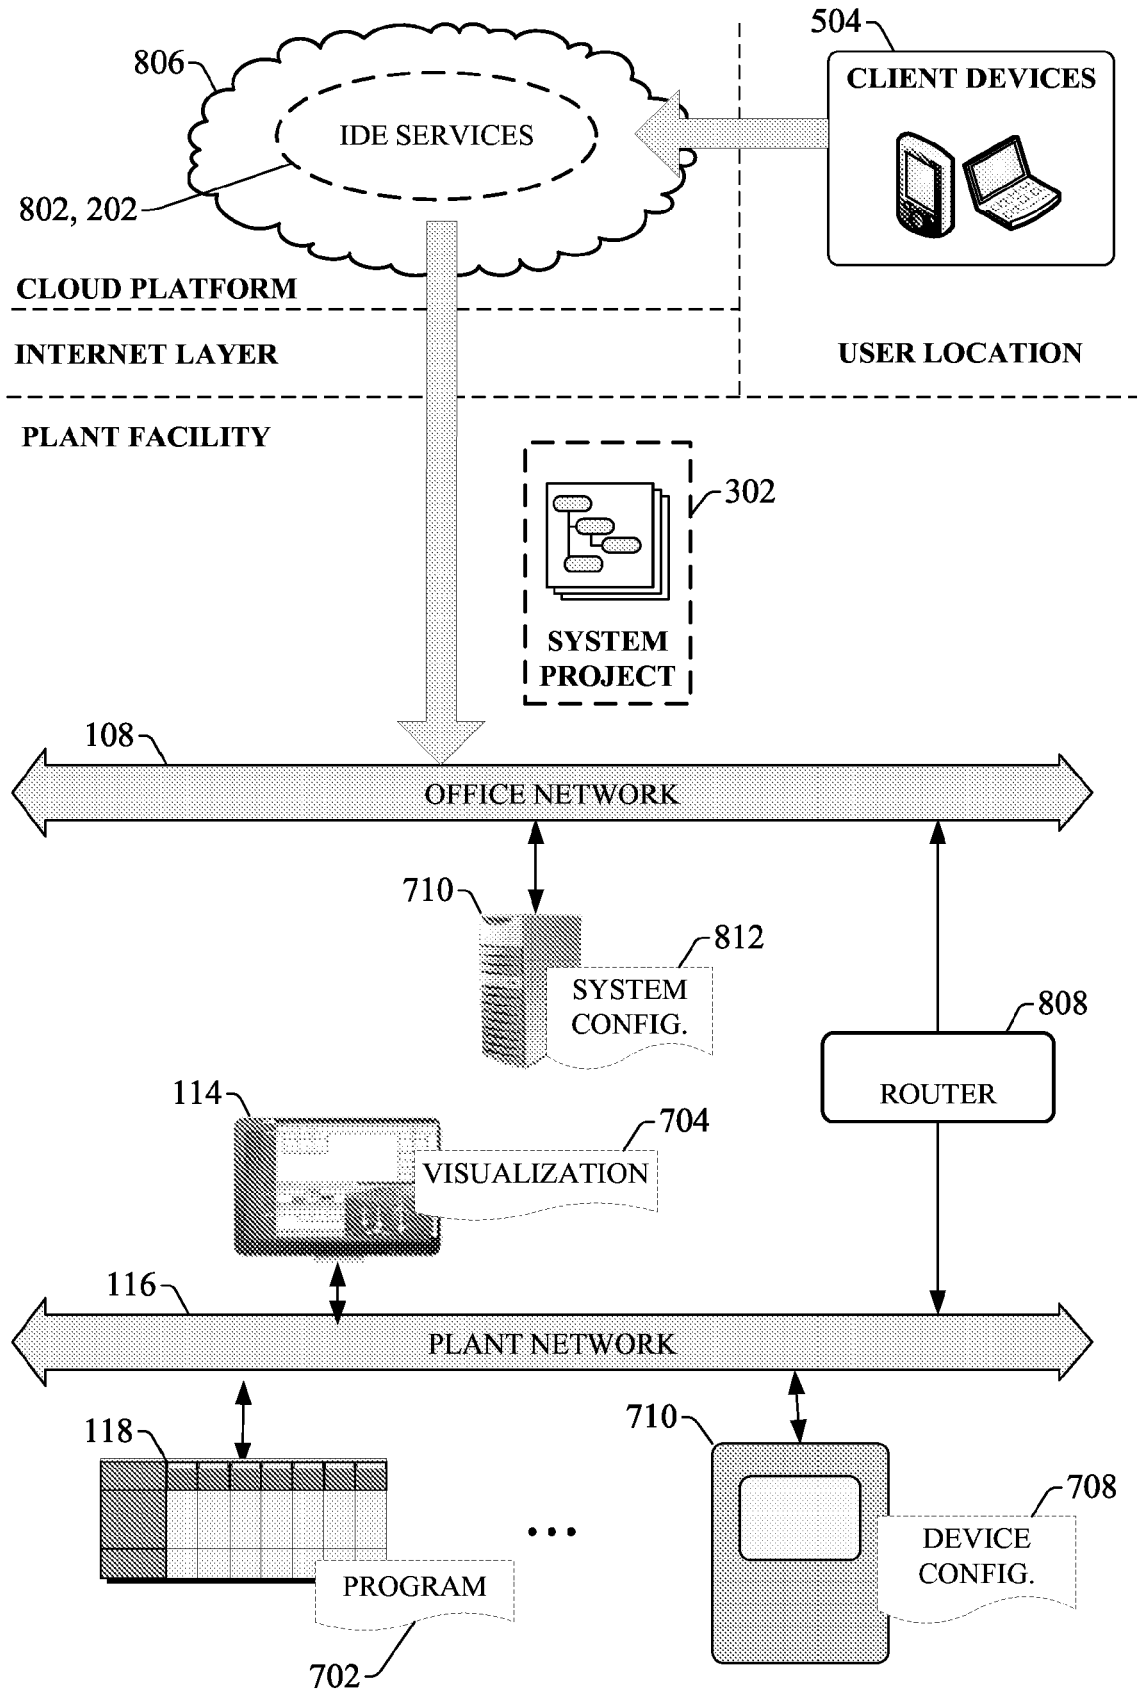 504
806
CLIENT DEVICES
IDE SERVICES
802, 202
CLOUD PLATFORM
INTERNET LAYER
USER LOCATION
PLANT FACILITY
302
SYSTEM
PROJECT
108
OFFICE NETWORK
710
812
SYSTEM
CONFIG.
808
ROUTER
114
704
VISUALIZATION
116
PLANT NETWORK
118
710
708
DEVICE
CONFIG.
...
PROGRAM
702